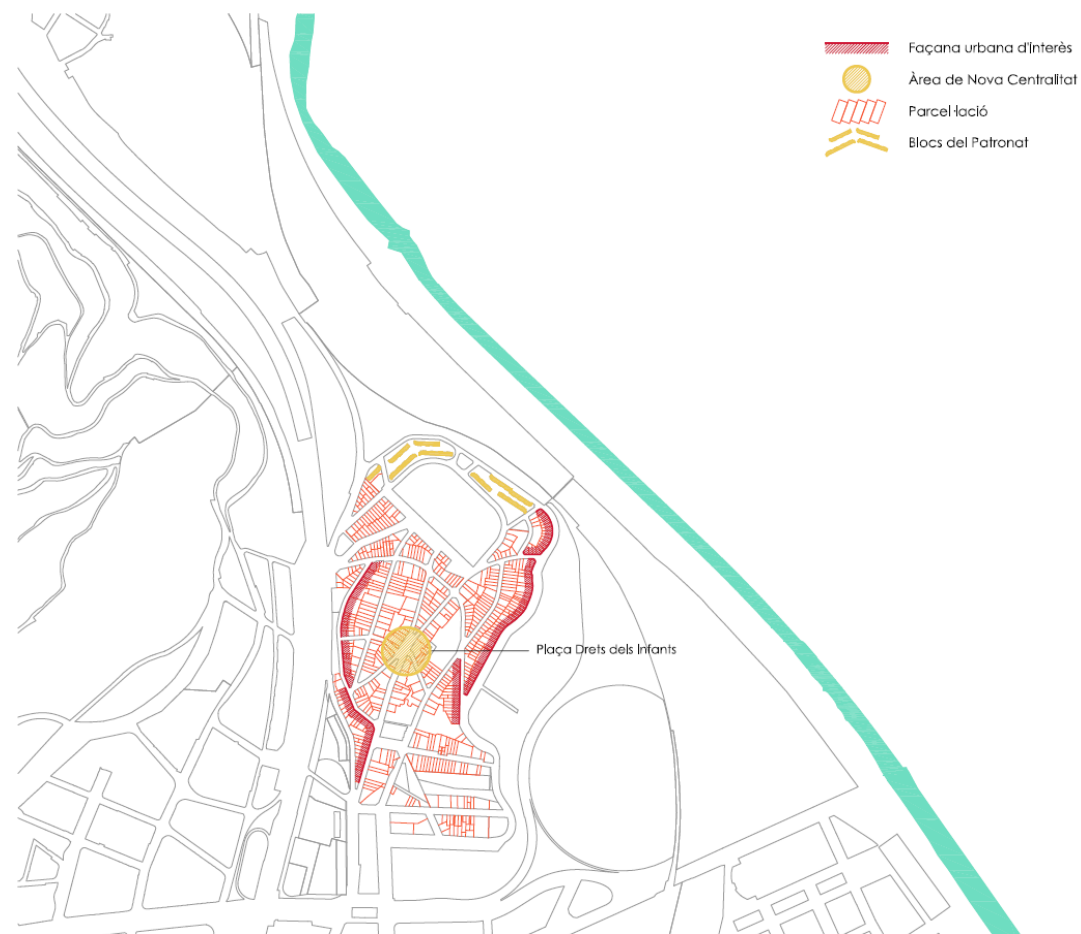 Façana urbana d'interès
Àrea de Nova Centralitat
Parcel·lació
Blocs del Patronat
Plaça Drets dels Infants